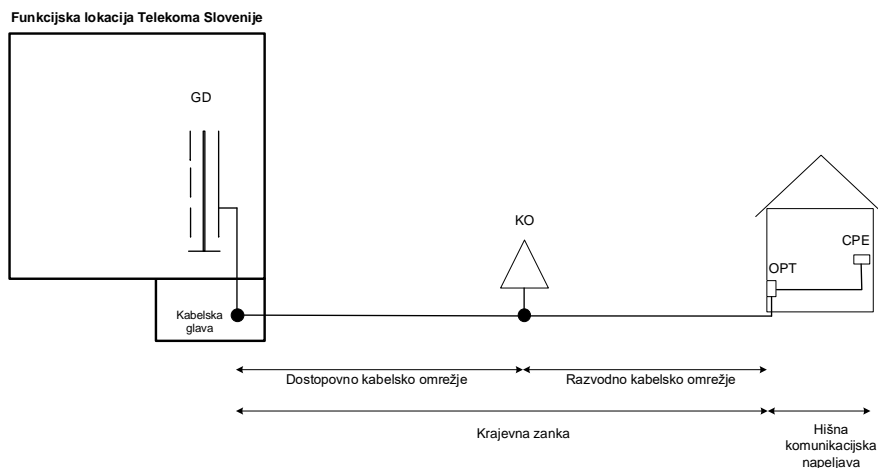 Funkcijska lokacija Telekoma Slovenije
GD
KO
CPE
OPT
Kabelska
glava
Dostopovno kabelsko omrežje
Razvodno kabelsko omrežje
Krajevna zanka
Hišna
komunikacijska
napeljava